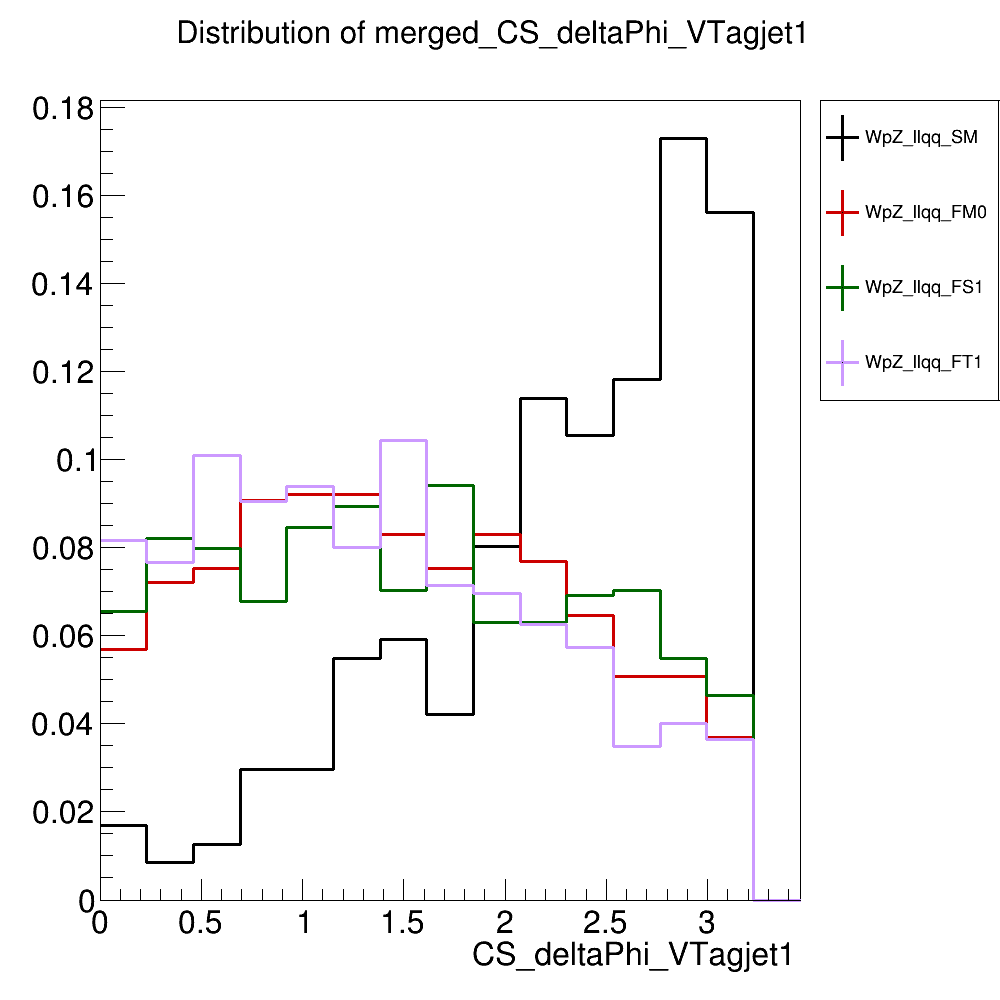 Distribution of merged_CS_deltaPhi_VTagjet1
0.18
0.16
0.14
0.12
0.1
0.08
0.06
0.04
0.02
0
0 0.5 1 1.5 2 2.5 3
CS_deltaPhi_VTagjet1
WpZ_llqq_SM
WpZ_llqq_FM0
WpZ_llqq_FS1
WpZ_llqq_FT1